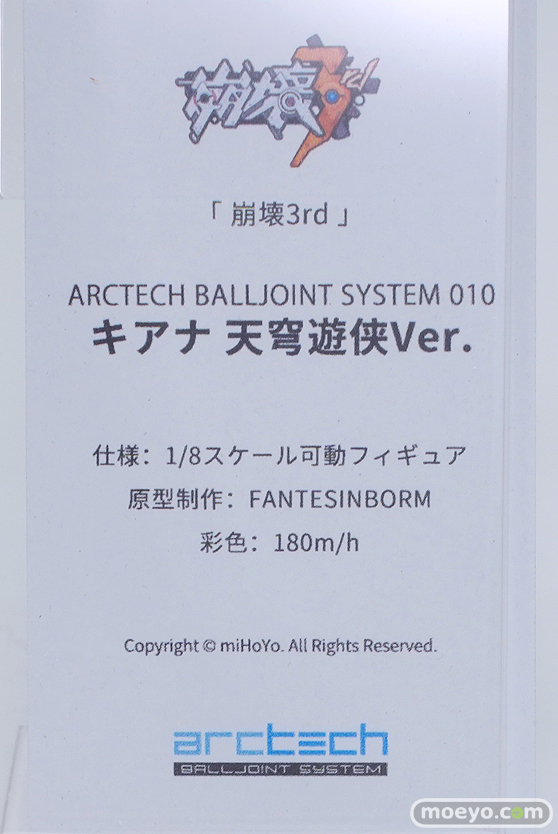 崩壊3rd
「 崩壊3rd 」
ARCTECH BALLJOINT SYSTEM 010
キアナ 天穹遊侠Ver.
仕様：1/8スケール可動フィギュア
原型制作：FANTESINBORM
彩色：180m/h
Copyright © miHoYo. All Rights Reserved.
arctech
BALLJOINT SYSTEM
moeyo.com